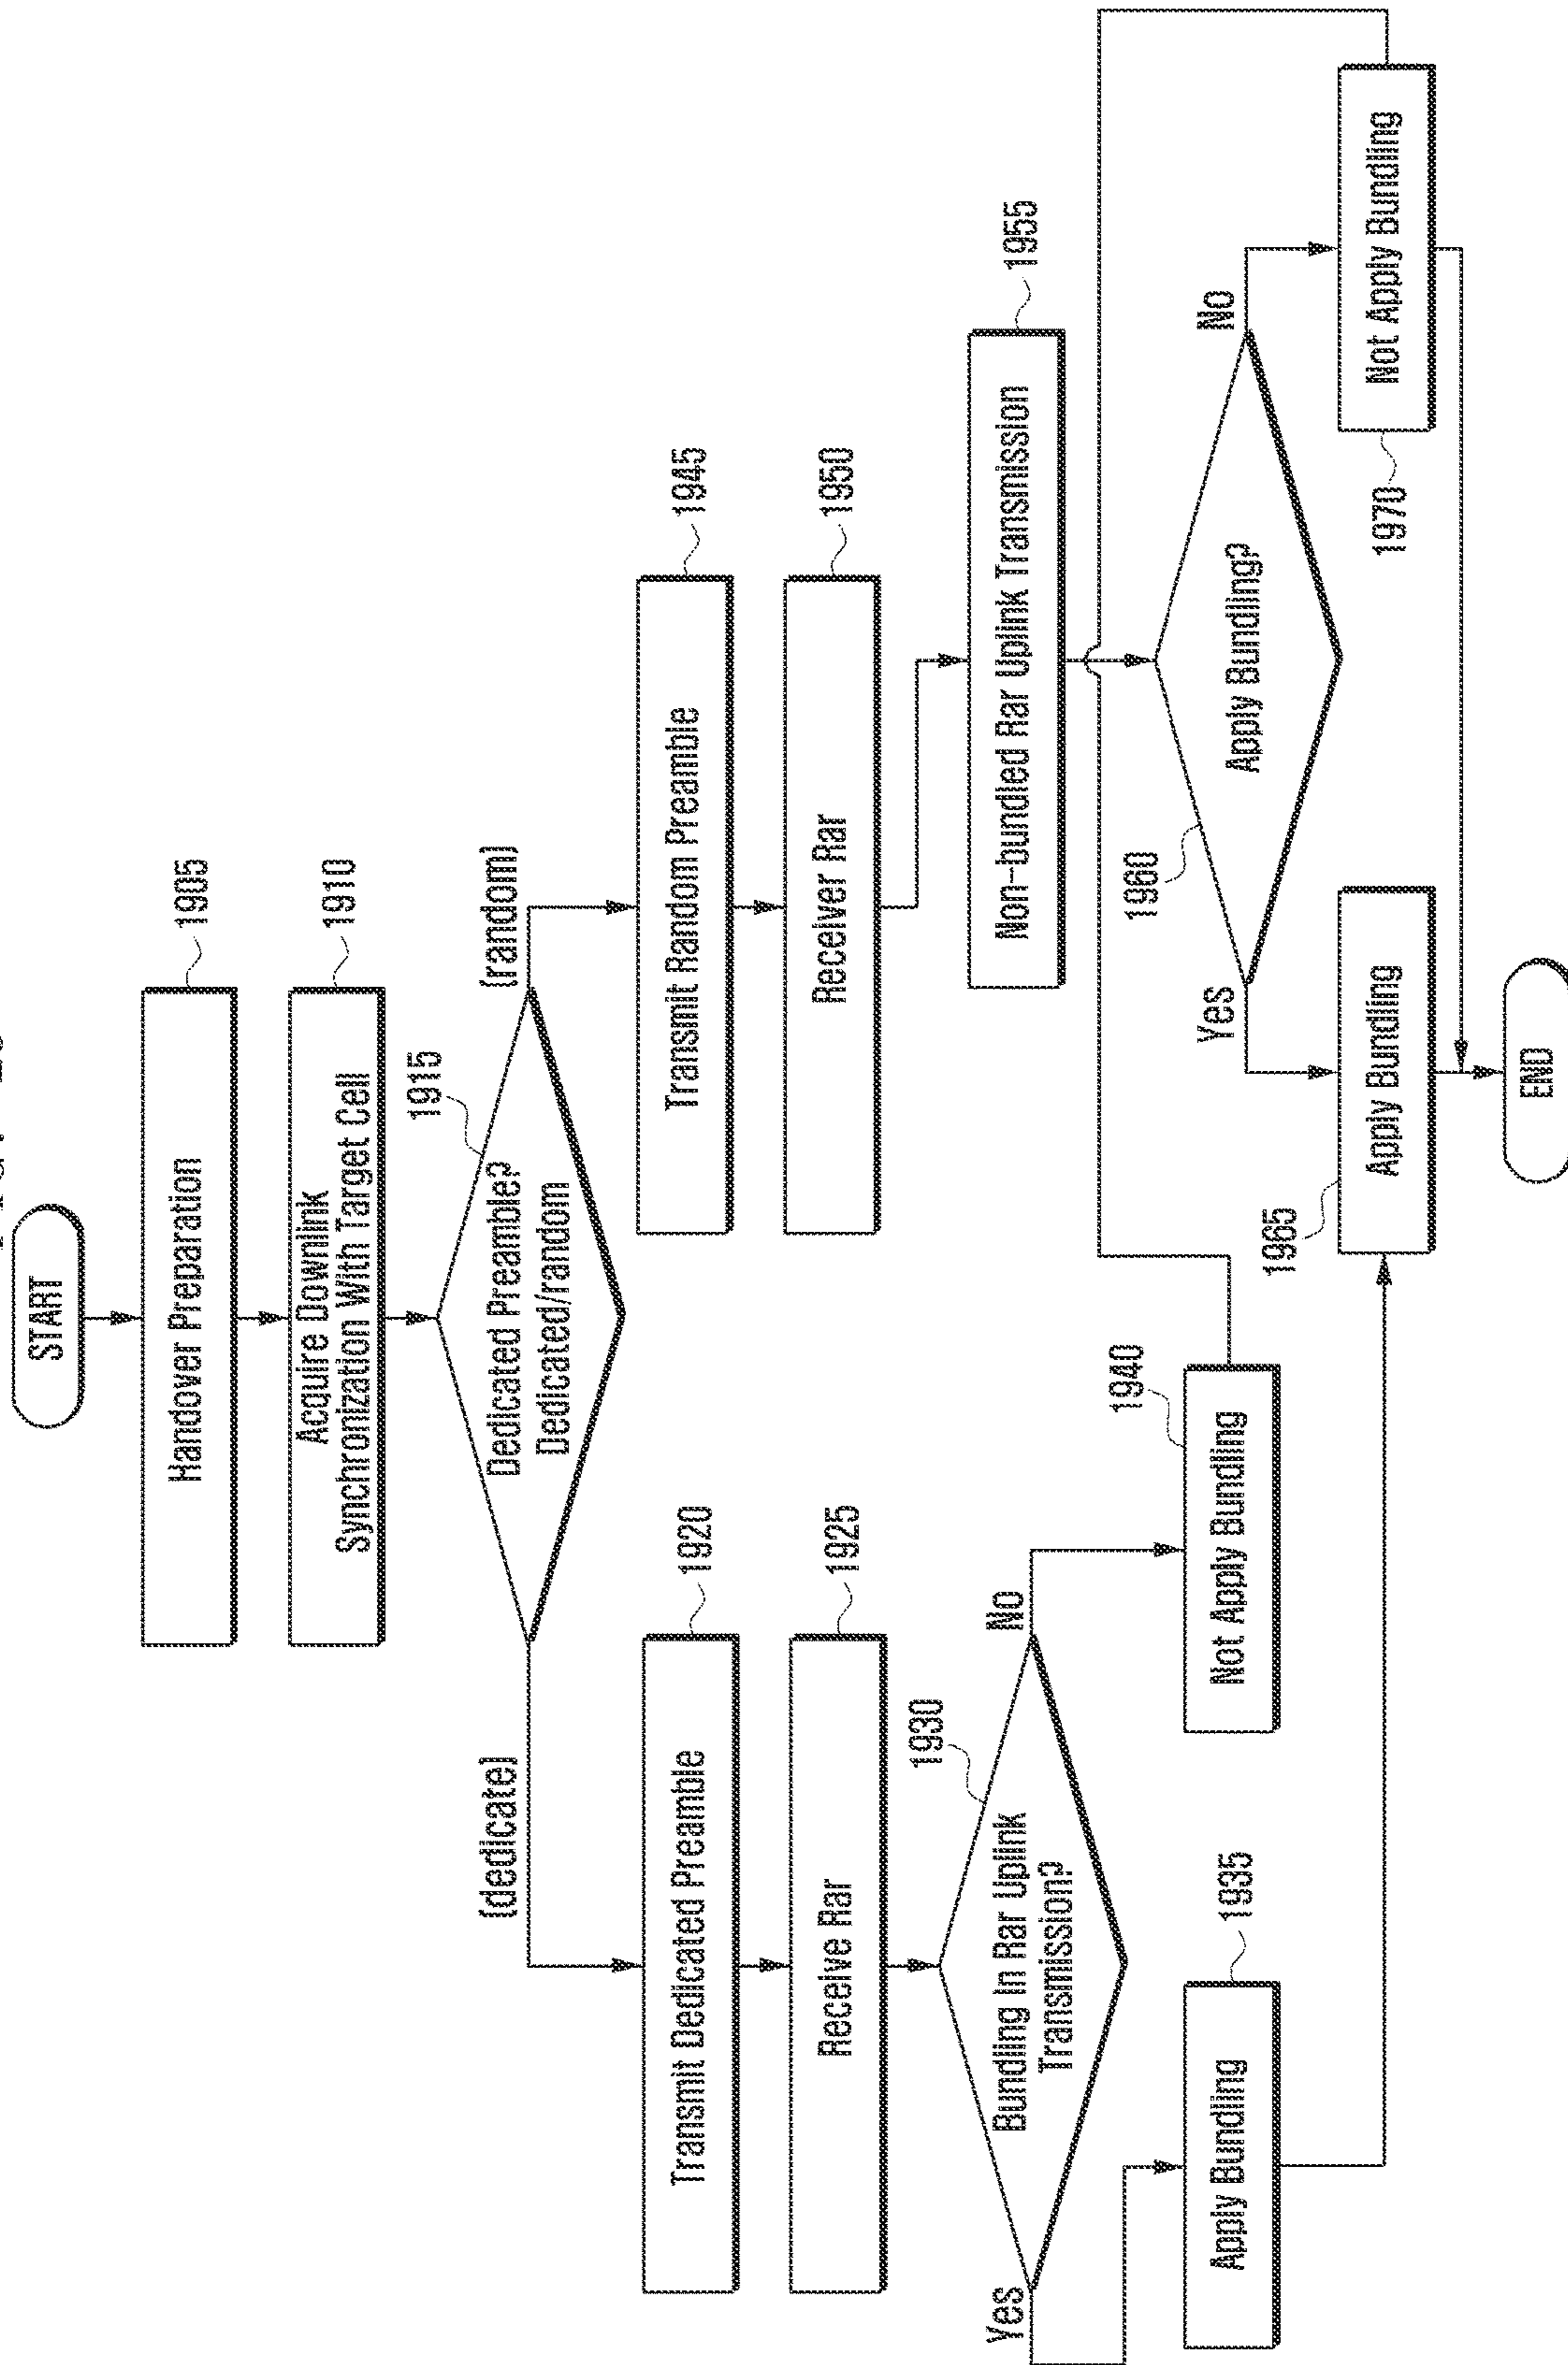 START
Handover Preparation
1905
Acquire Downlink
Synchronization With Target Cell
1910
Dedicated Preamble?
Dedicated/random
1915
(dedicate)
(random)
Transmit Dedicated Preamble
1920
Receive Rar
1925
Bundling In Rar Uplink
Transmission?
1930
Yes
No
Apply Bundling
1935
Not Apply Bundling
1940
Transmit Random Preamble
1945
Receiver Rar
1950
Non-bundled Rar Uplink Transmission
1955
Apply Bundling?
1960
Yes
No
Apply Bundling
1965
Not Apply Bundling
1970
END